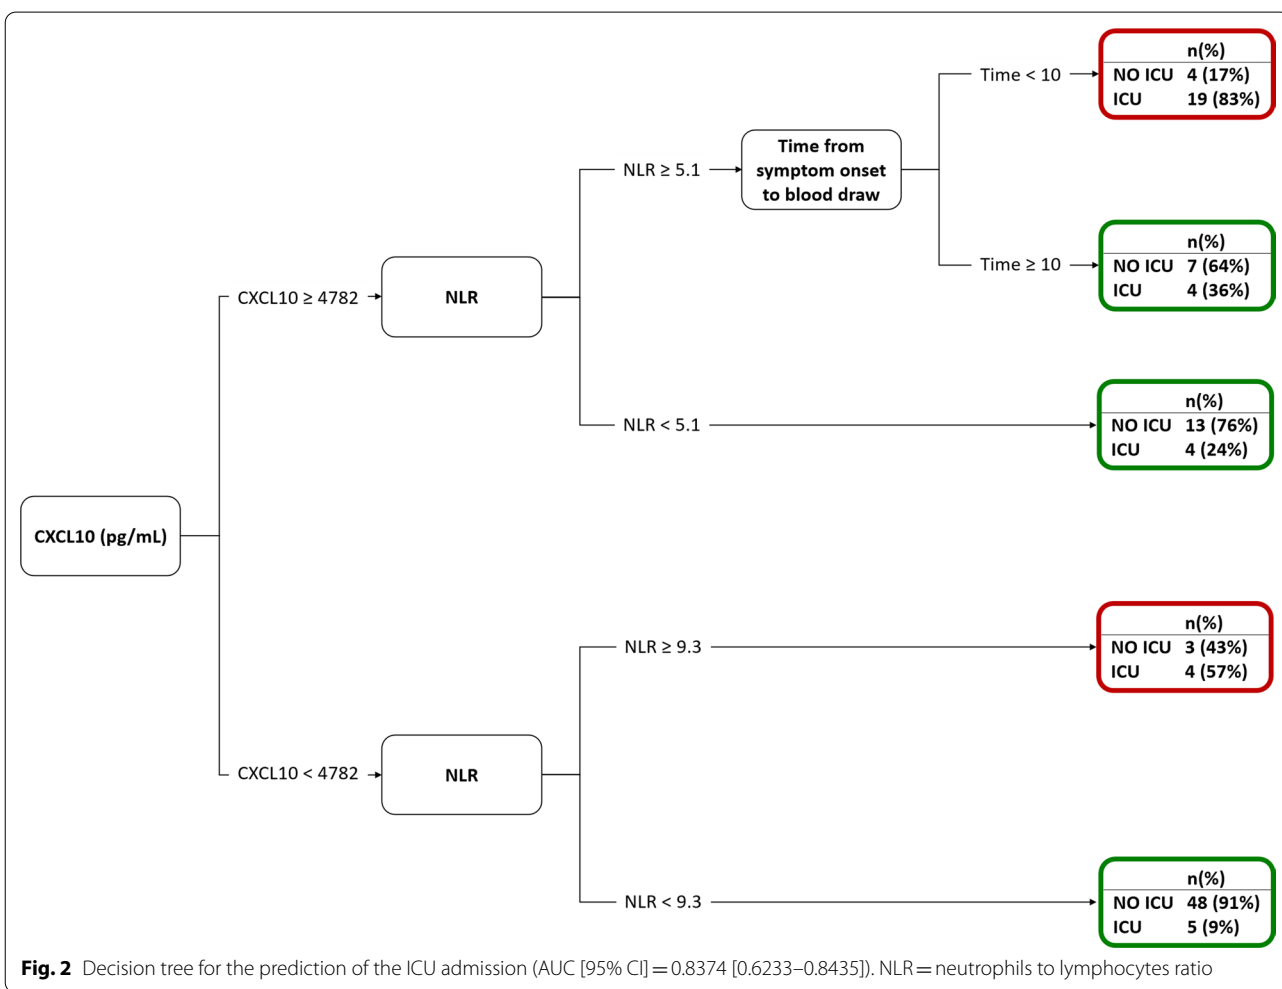 n(%)
NO ICU 4 (17%)
ICU 19 (83%)
Time < 10
Time from
symptom onset
to blood draw
NLR ≥ 5.1
n(%)
NO ICU 7 (64%)
ICU 4 (36%)
Time ≥ 10
CXCL10 ≥ 4782
NLR
n(%)
NO ICU 13 (76%)
ICU 4 (24%)
NLR < 5.1
CXCL10 (pg/mL)
n(%)
NO ICU 3 (43%)
ICU 4 (57%)
NLR ≥ 9.3
CXCL10 < 4782
NLR
n(%)
NO ICU 48 (91%)
ICU 5 (9%)
NLR < 9.3
Fig. 2 Decision tree for the prediction of the ICU admission (AUC [95% CI] = 0.8374 [0.6233–0.8435]). NLR = neutrophils to lymphocytes ratio